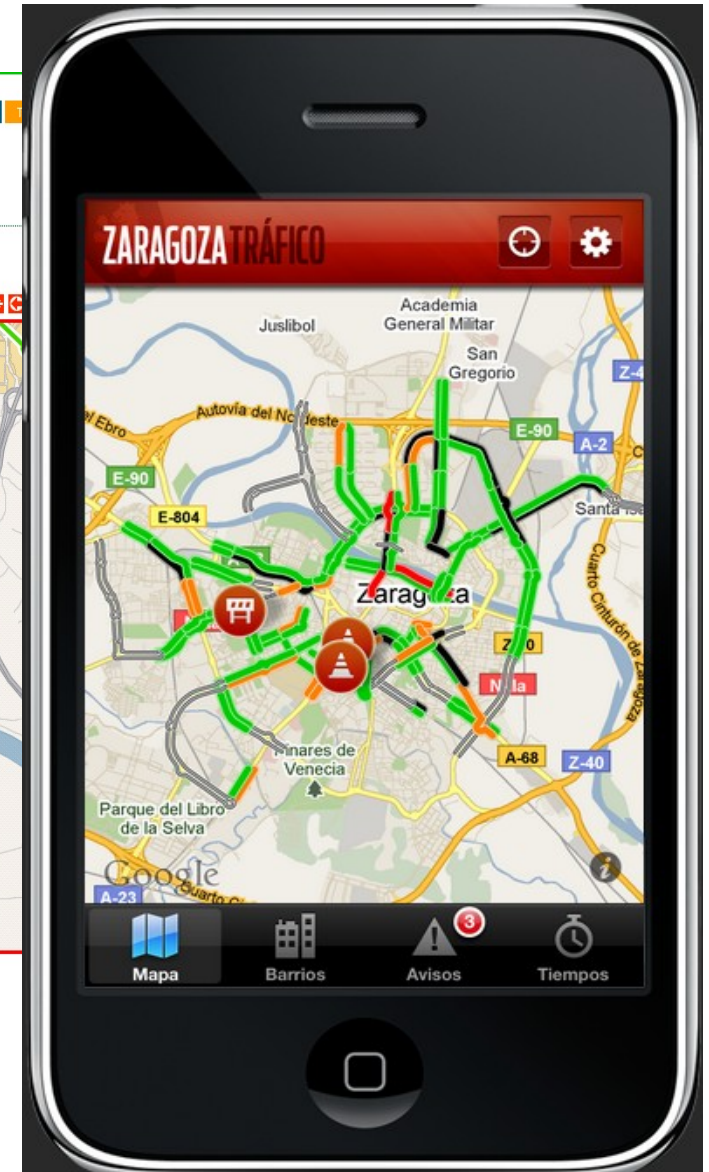 ZARAGOZA TRÁFICO
Academia
General Militar
Juslibol
San
Gregorio
Autovía del Nordeste
E-90
A-2
E-90
E-804
Zaragoza
A-68
Z-40
Pinares de
Venecia
Parque del Libro
de la Selva
Google
A-23
Cuarto Cinturón de Zaragoza
i
3
Mapa
Barrios
Avisos
Tiempos